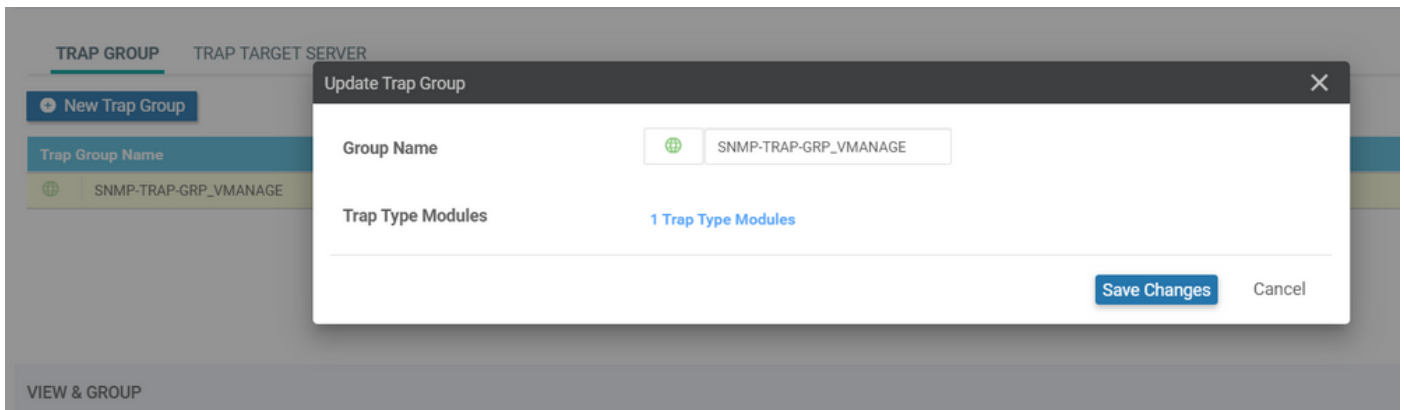 TRAP GROUP TRAP TARGET SERVER
Update Trap Group
New Trap Group
Group Name SNMP-TRAP-GRP_VMANAGE
Trap Group Name
SNMP-TRAP-GRP_VMANAGE
Trap Type Modules 1 Trap Type Modules
Save Changes Cancel
VIEW & GROUP